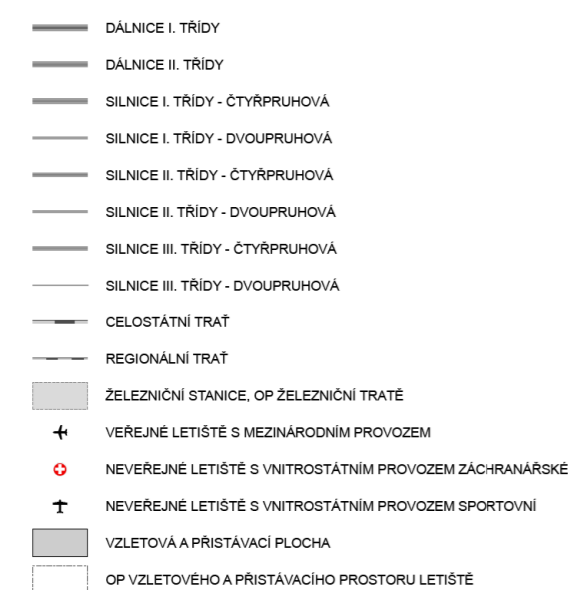 DÁLNICE I. TŘÍDY
DÁLNICE II. TŘÍDY
SILNICE I. TŘÍDY - ČTYŘPRUHOVÁ
SILNICE I. TŘÍDY - DVOUPRUHOVÁ
SILNICE II. TŘÍDY - ČTYŘPRUHOVÁ
SILNICE II. TŘÍDY - DVOUPRUHOVÁ
SILNICE III. TŘÍDY - ČTYŘPRUHOVÁ
SILNICE III. TŘÍDY - DVOUPRUHOVÁ
CELOSTÁTNÍ TRAŤ
REGIONÁLNÍ TRAŤ
ŽELEZNIČNÍ STANICE, OP ŽELEZNIČNÍ TRATĚ
VEŘEJNÉ LETIŠTĚ S MEZINÁRODNÍM PROVOZEM
NEVEŘEJNÉ LETIŠTĚ S VNITROSTÁTNÍM PROVOZEM ZÁCHRANÁŘSKÉ
NEVEŘEJNÉ LETIŠTĚ S VNITROSTÁTNÍM PROVOZEM SPORTOVNÍ
VZLETOVÁ A PŘISTÁVACÍ PLOCHA
OP VZLETOVÉHO A PŘISTÁVACÍHO PROSTORU LETIŠTĚ